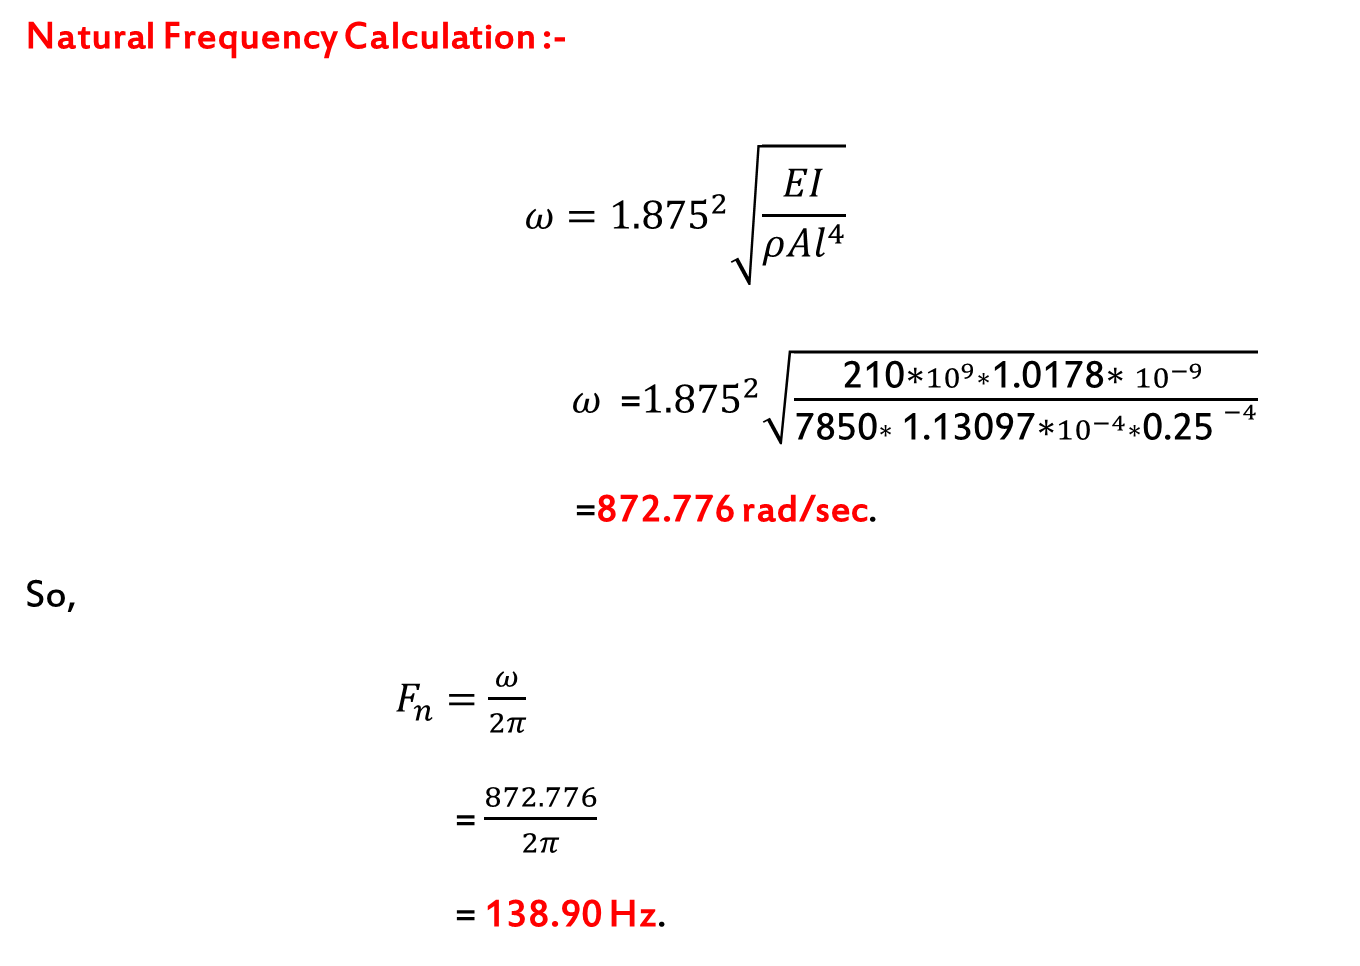 Natural Frequency Calculation :-
ω = 1.875² √(EI / ρAl⁴)
ω =1.875² √(210*10⁹*1.0178* 10⁻⁹ / 7850* 1.13097*10⁻⁴*0.25 ⁻⁴)
=872.776 rad/sec.
So,
Fₙ = ω / 2π
= 872.776 / 2π
= 138.90 Hz.